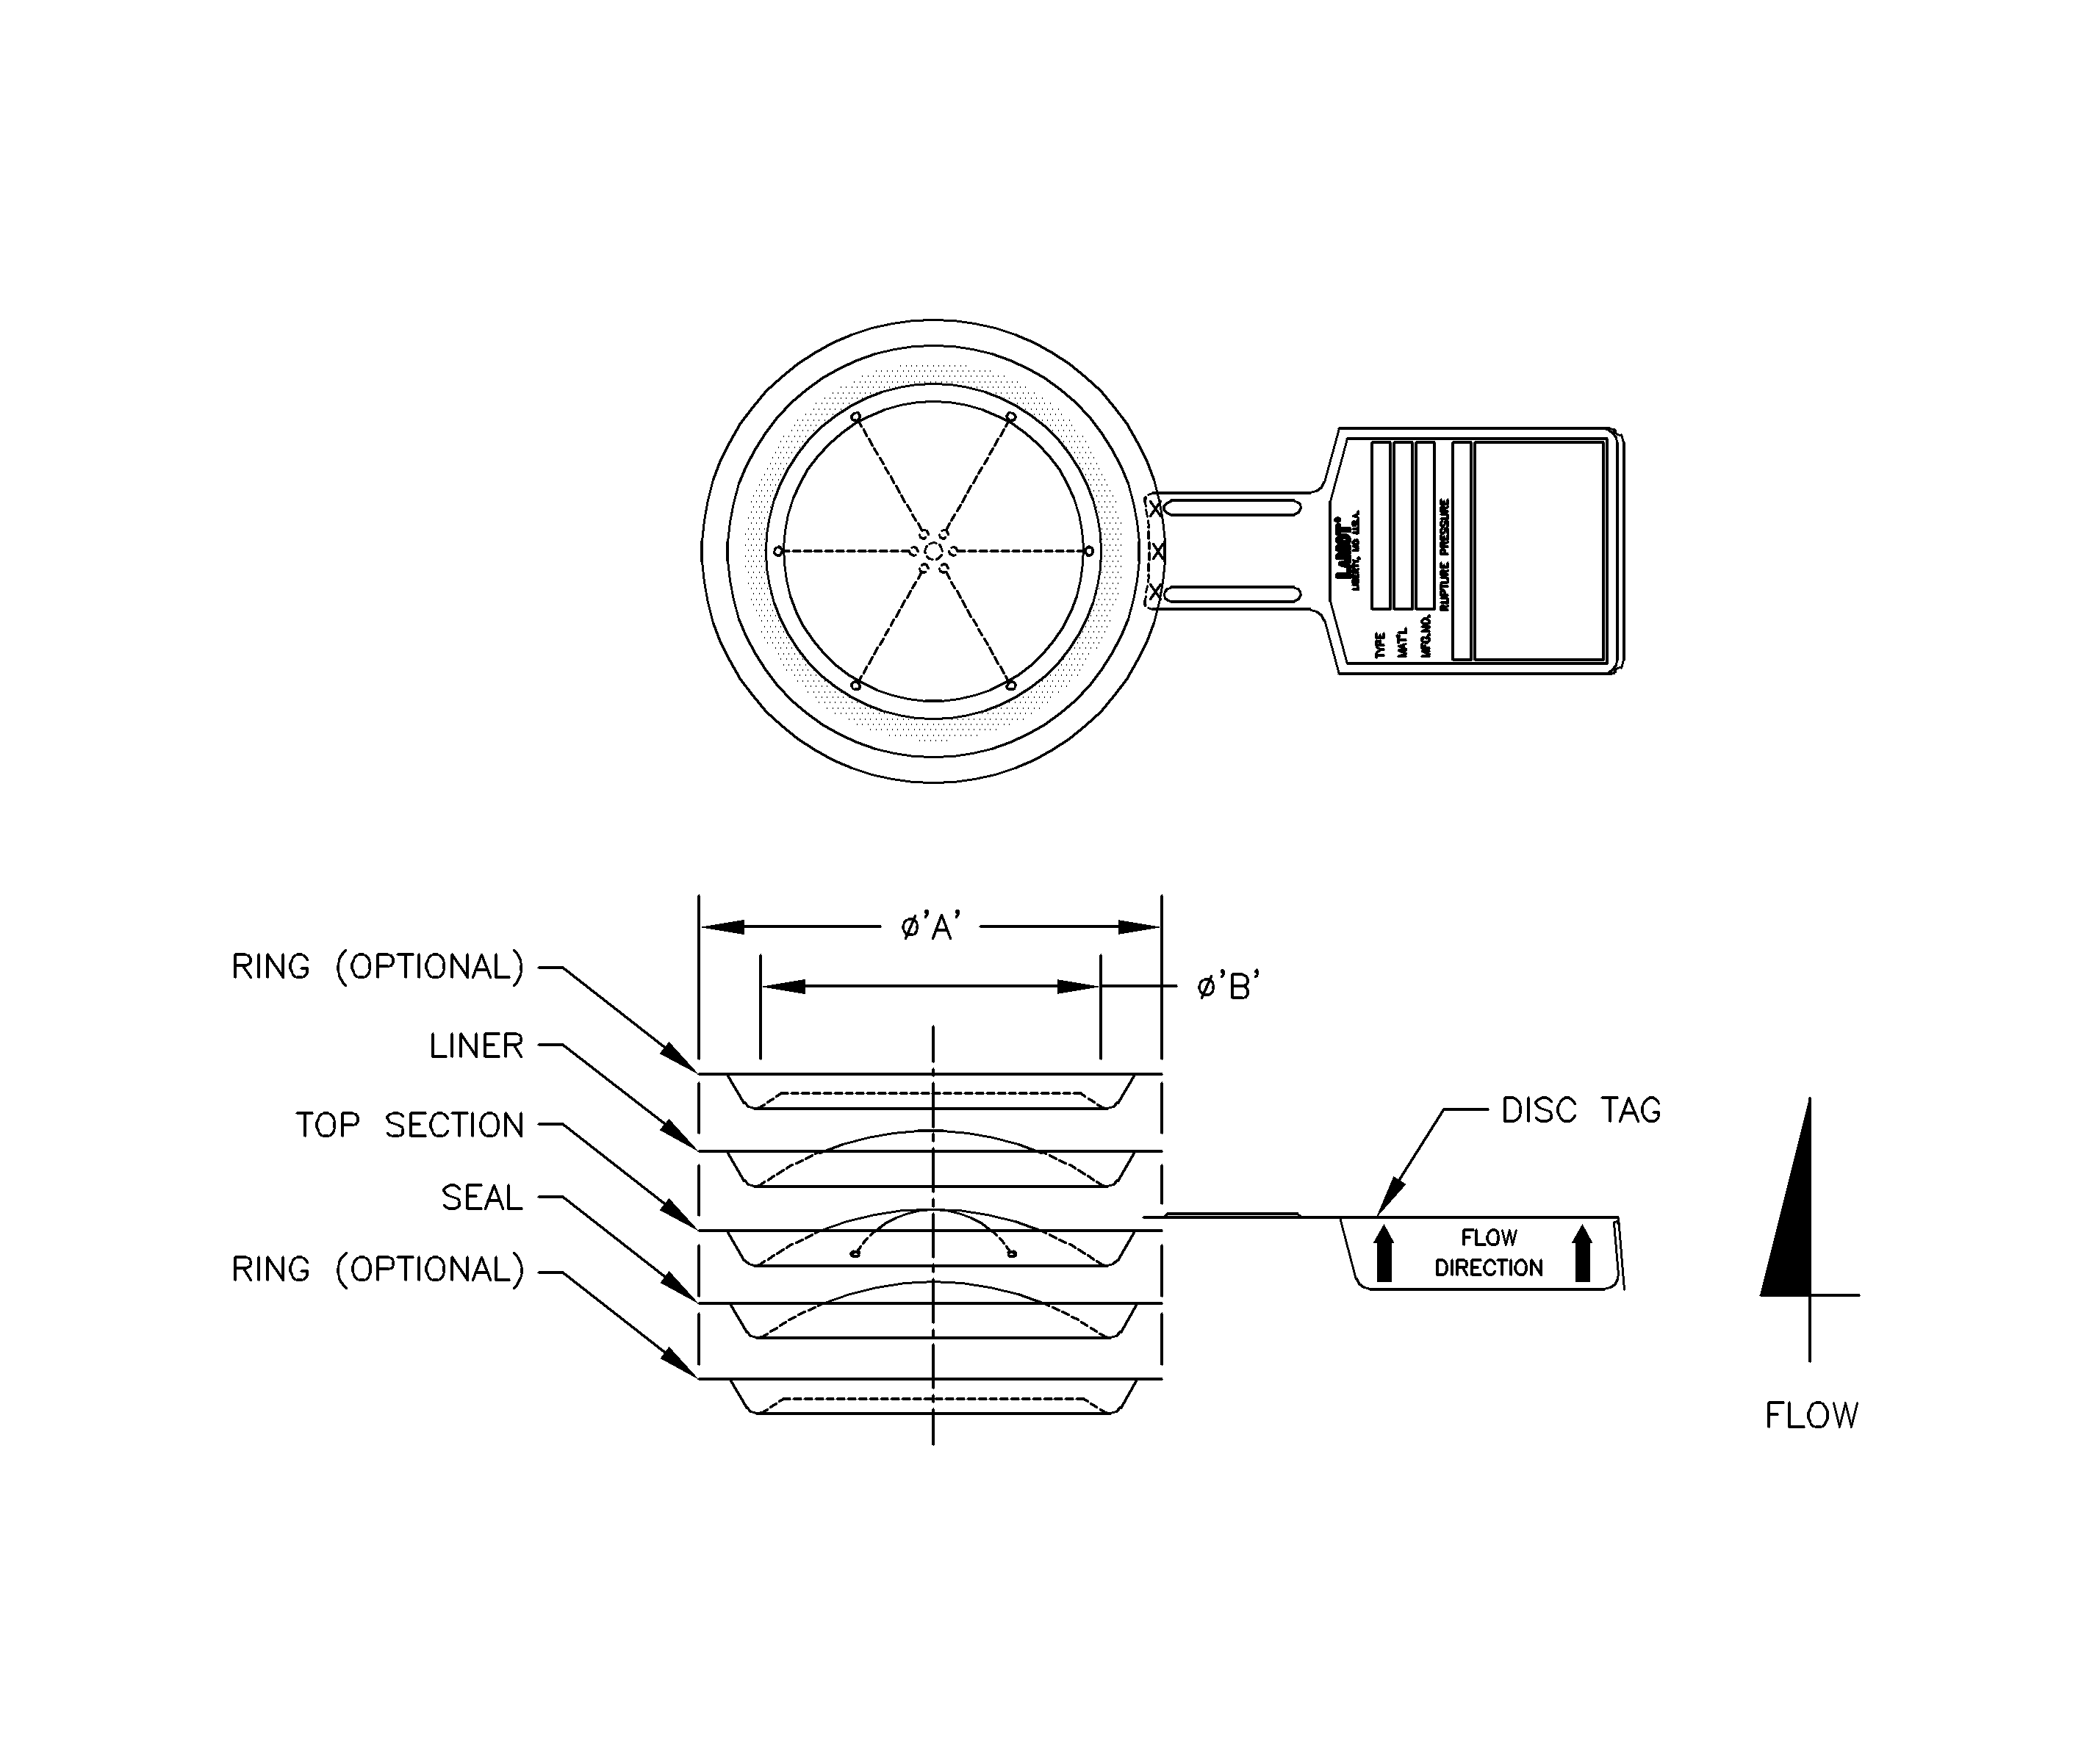 LIBERTY, MO U.S.A.
TYPE
MAT'L
MFG.NO.
RUPTURE PRESSURE
ø'A'
ø'B'
RING (OPTIONAL)
LINER
TOP SECTION
SEAL
RING (OPTIONAL)
DISC TAG
FLOW
DIRECTION
FLOW